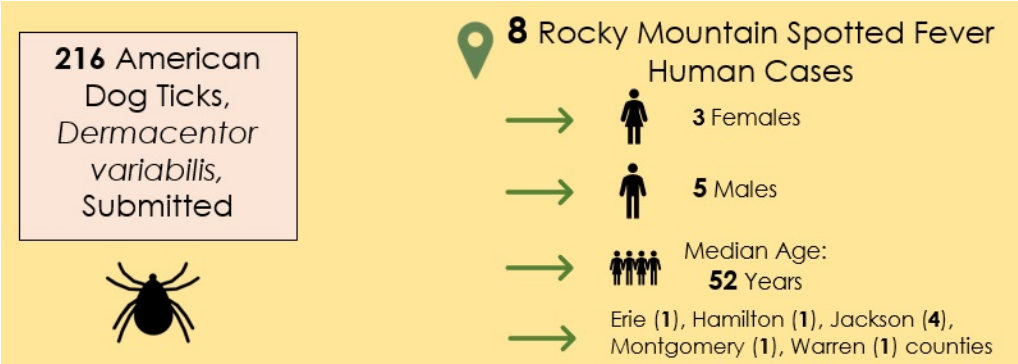 216 American
Dog Ticks,
Dermacentor
variabilis,
Submitted
8 Rocky Mountain Spotted Fever
Human Cases
3 Females
5 Males
Median Age:
52 Years
Erie (1), Hamilton (1), Jackson (4),
Montgomery (1), Warren (1) counties